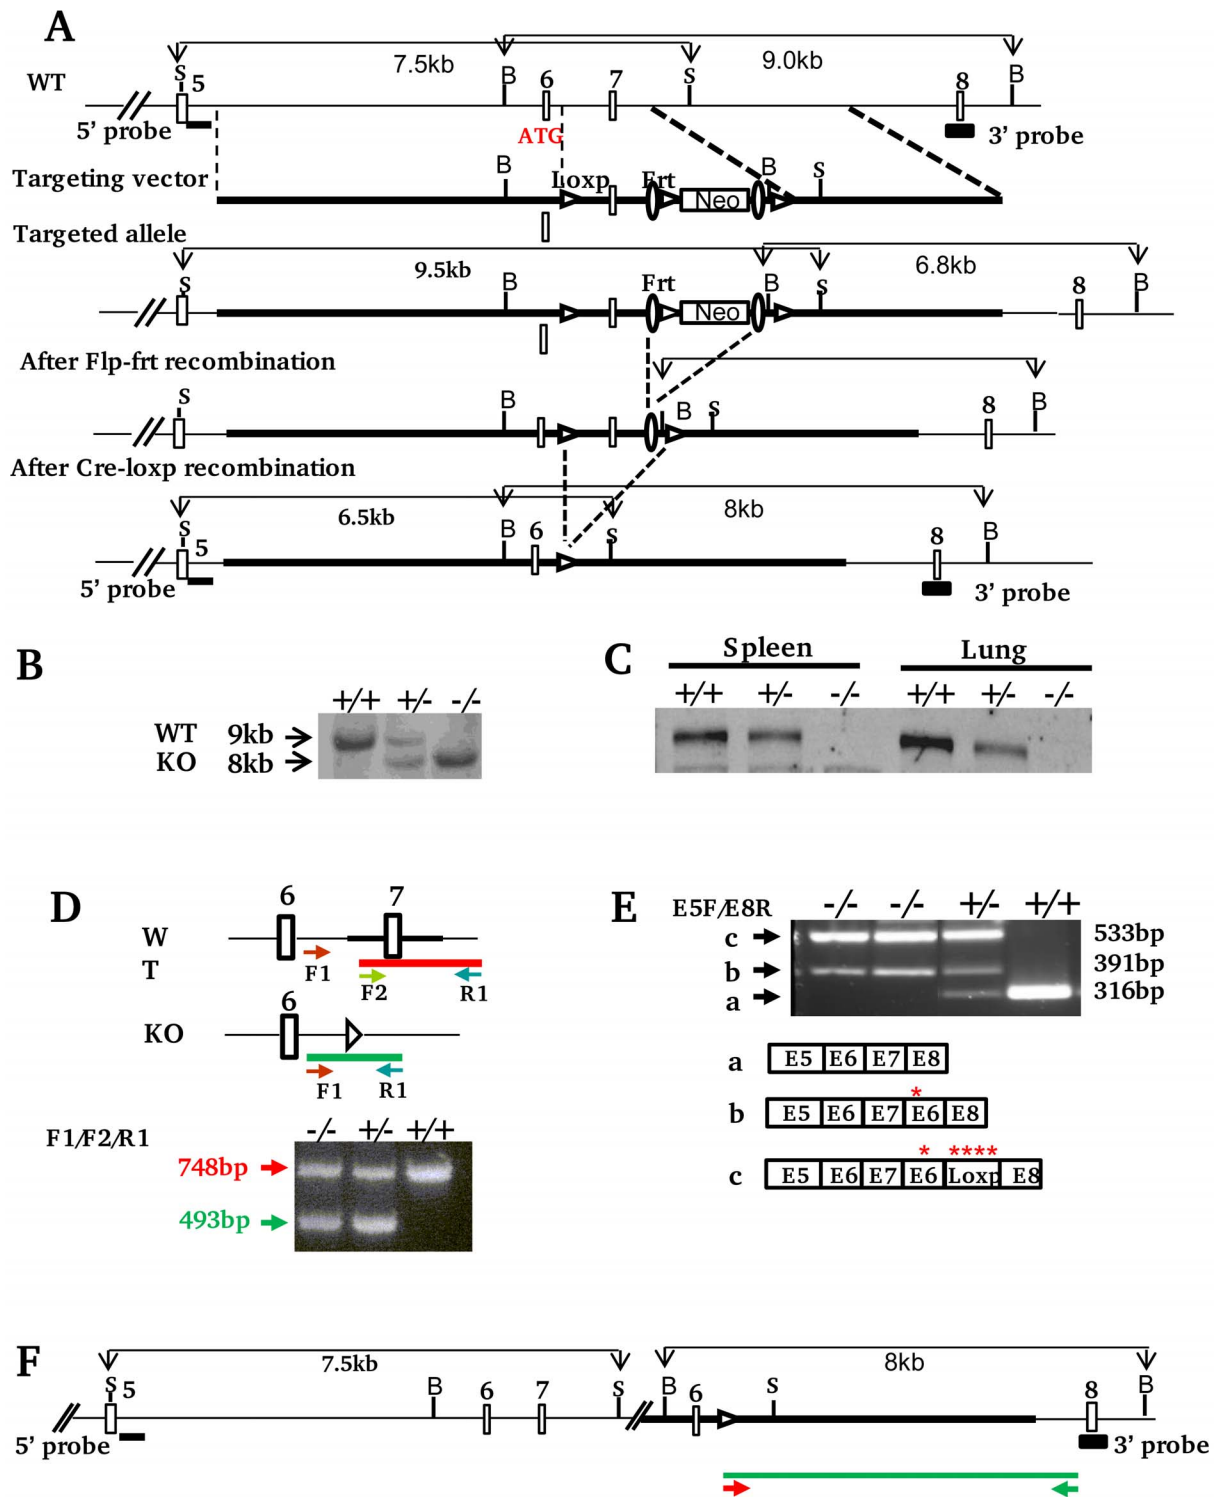 A
7.5kb
9.0kb
WT
S 5 B 6 7 S 8 B
5' probe
ATG
3' probe
Targeting vector
B Loxp Frt B S
Neo
Targeted allele
9.5kb
6.8kb
S B Frt B S 8 B
Neo
After Flp-frt recombination
S B B S 8 B
After Cre-loxp recombination
6.5kb
8kb
S 5 B 6 S 8 B
5' probe
3' probe
B
+/+ +/- -/-
WT 9kb
KO 8kb
C
Spleen Lung
+/+ +/- -/- +/+ +/- -/-
D
6 7
W
T
F1 F2 R1
6
KO
F1 R1
F1/F2/R1
-/- +/- +/+
748bp
493bp
E
E5F/E8R -/- -/- +/- +/+
c 533bp
b 391bp
a 316bp
a E5 E6 E7 E8
*
b E5 E6 E7 E6 E8
* ****
c E5 E6 E7 E6 Loxp E8
F
7.5kb
8kb
S 5 B 6 7 S B 6 S 8 B
5' probe
3' probe